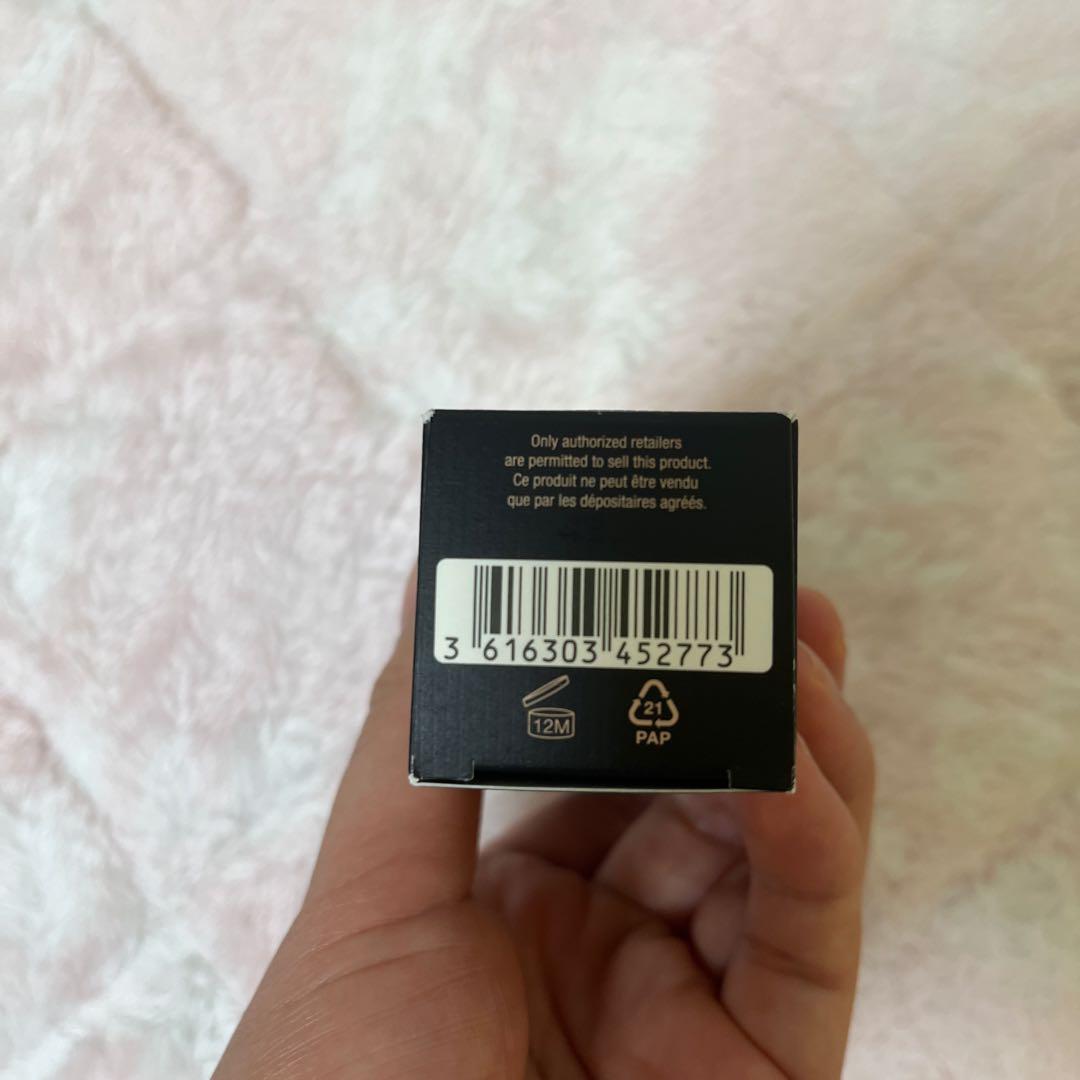 Only authorized retailers
are permitted to sell this product.
Ce produit ne peut être vendu
que par les dépositaires agréés.
3 616303 452773
12M
21
PAP